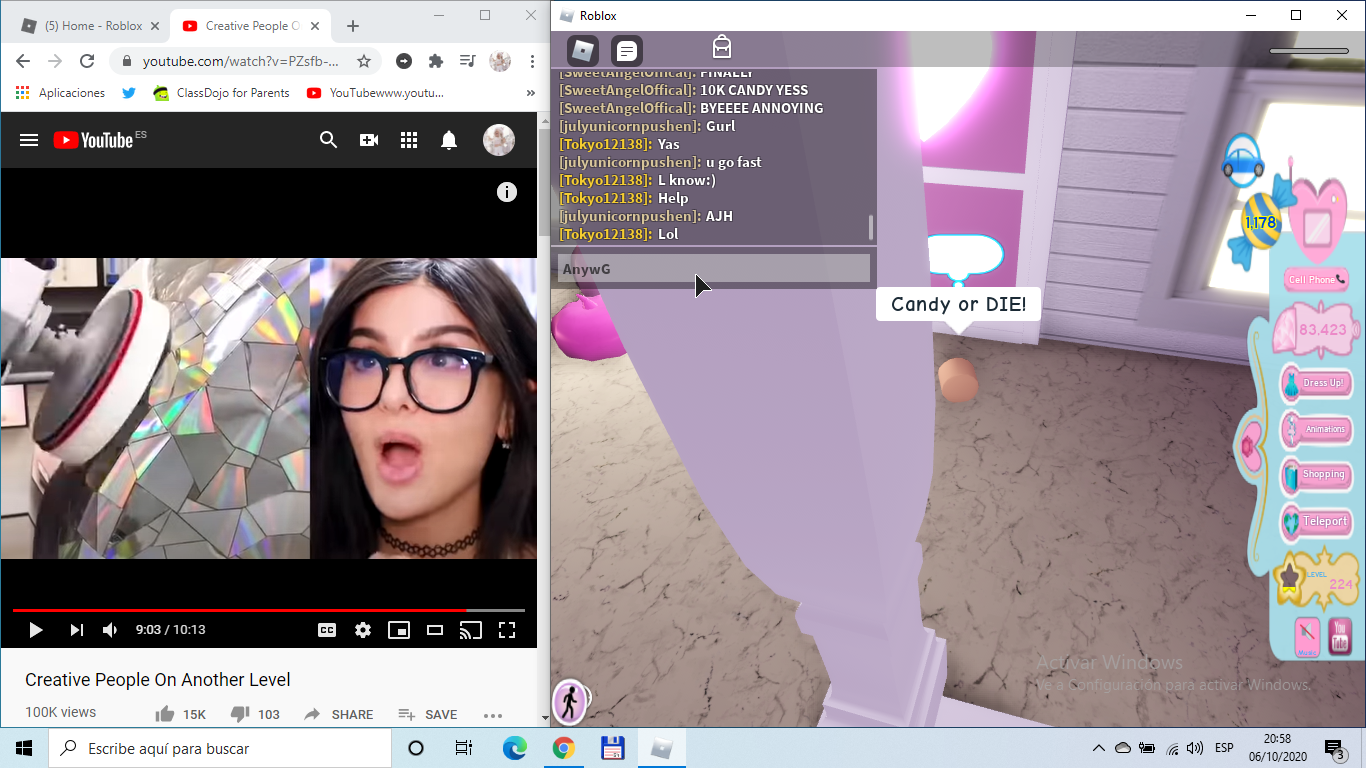 (5) Home - Roblox
Creative People O
youtube.com/watch?v=PZsfb-...
Aplicaciones
ClassDojo for Parents
YouTubewww.youtu...
»
YouTube ES
9:03 / 10:13
CC
Creative People On Another Level
100K views
15K
103
SHARE
SAVE
Roblox
[SweetAngelOffical]: FINALLY
[SweetAngelOffical]: 10K CANDY YESS
[SweetAngelOffical]: BYEEEE ANNOYING
[julyunicornpushen]: Gurl
[Tokyo12138]: Yas
[julyunicornpushen]: u go fast
[Tokyo12138]: L know:)
[Tokyo12138]: Help
[julyunicornpushen]: AJH
[Tokyo12138]: Lol
AnywG
Candy or DIE!
1,178
Cell Phone
83,423
Dress Up!
Animations
Shopping
Teleport
LEVEL
224
Music
You
Tube
Activar Windows
Ve a Configuración para activar Windows.
Escribe aquí para buscar
ESP
20:58
06/10/2020
3